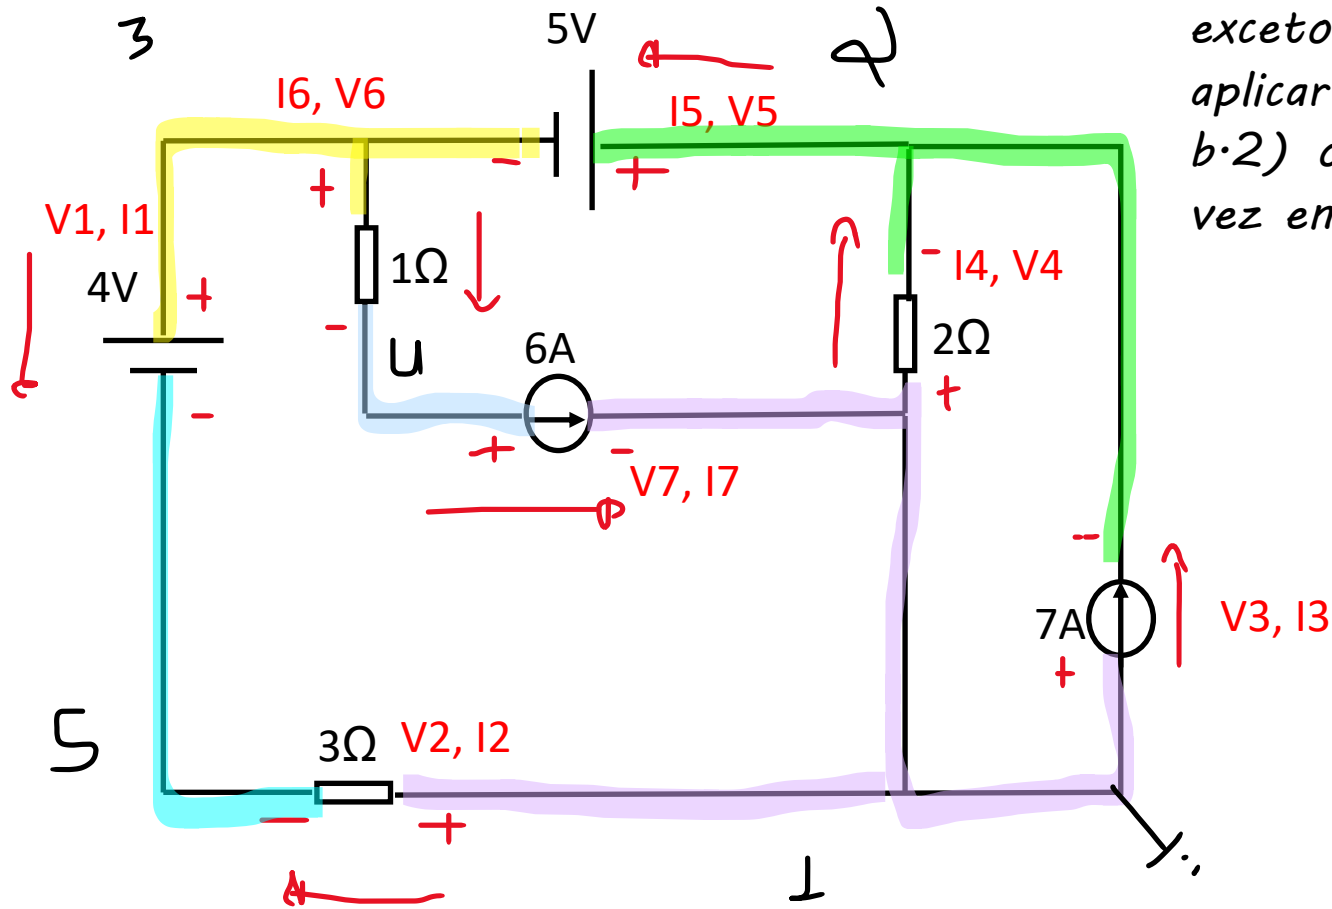 3
5V
2
exceto
I6, V6
I5, V5
aplicar
b.2)
vez en
+
-
+
V1, I1
4V
+
1Ω
-
I4, V4
-
-
u
6A
2Ω
+
+
-
V7, I7
-
7A
+
V3, I3
5
3Ω
V2, I2
-
+
1